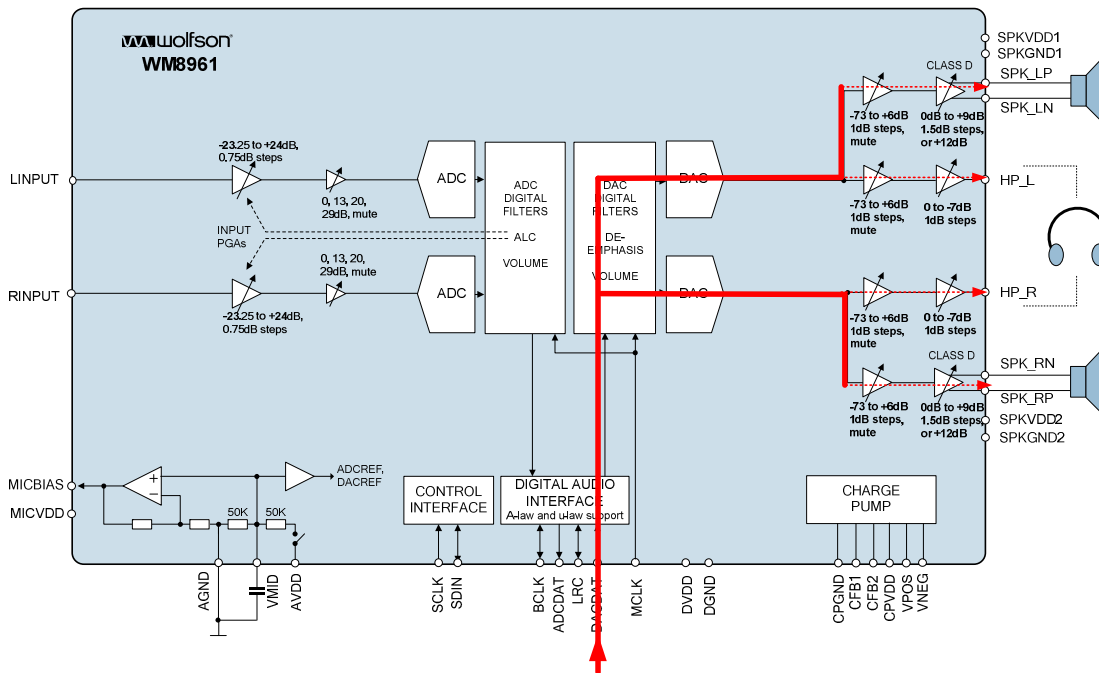 wolfson
WM8961
SPKVDD1
SPKGND1
CLASS D
SPK_LP
SPK_LN
-73 to +6dB
1dB steps,
mute
0dB to +9dB
1.5dB steps,
or +12dB
-23.25 to +24dB,
0.75dB steps
LINPUT
0, 13, 20,
29dB, mute
ADC
ADC
DIGITAL
FILTERS
ALC
VOLUME
DAC
DIGITAL
FILTERS
DE-
EMPHASIS
VOLUME
DAC
-73 to +6dB
1dB steps,
mute
0 to -7dB
1dB steps
HP_L
INPUT
PGAs
0, 13, 20,
29dB, mute
RINPUT
-23.25 to +24dB,
0.75dB steps
ADC
DAC
HP_R
-73 to +6dB
1dB steps,
mute
0 to -7dB
1dB steps
CLASS D
SPK_RN
SPK_RP
-73 to +6dB
1dB steps,
mute
0dB to +9dB
1.5dB steps,
or +12dB
SPKVDD2
SPKGND2
MICBIAS
MICVDD
+
−
ADCREF,
DACREF
50K
50K
CONTROL
INTERFACE
DIGITAL AUDIO
INTERFACE
A-law and u-law support
CHARGE
PUMP
AGND
VMID
AVDD
SCLK
SDIN
BCLK
ADCDAT
LRC
DACDAT
MCLK
DVDD
DGND
CPGND
CFB1
CFB2
CPVDD
VPOS
VNEG